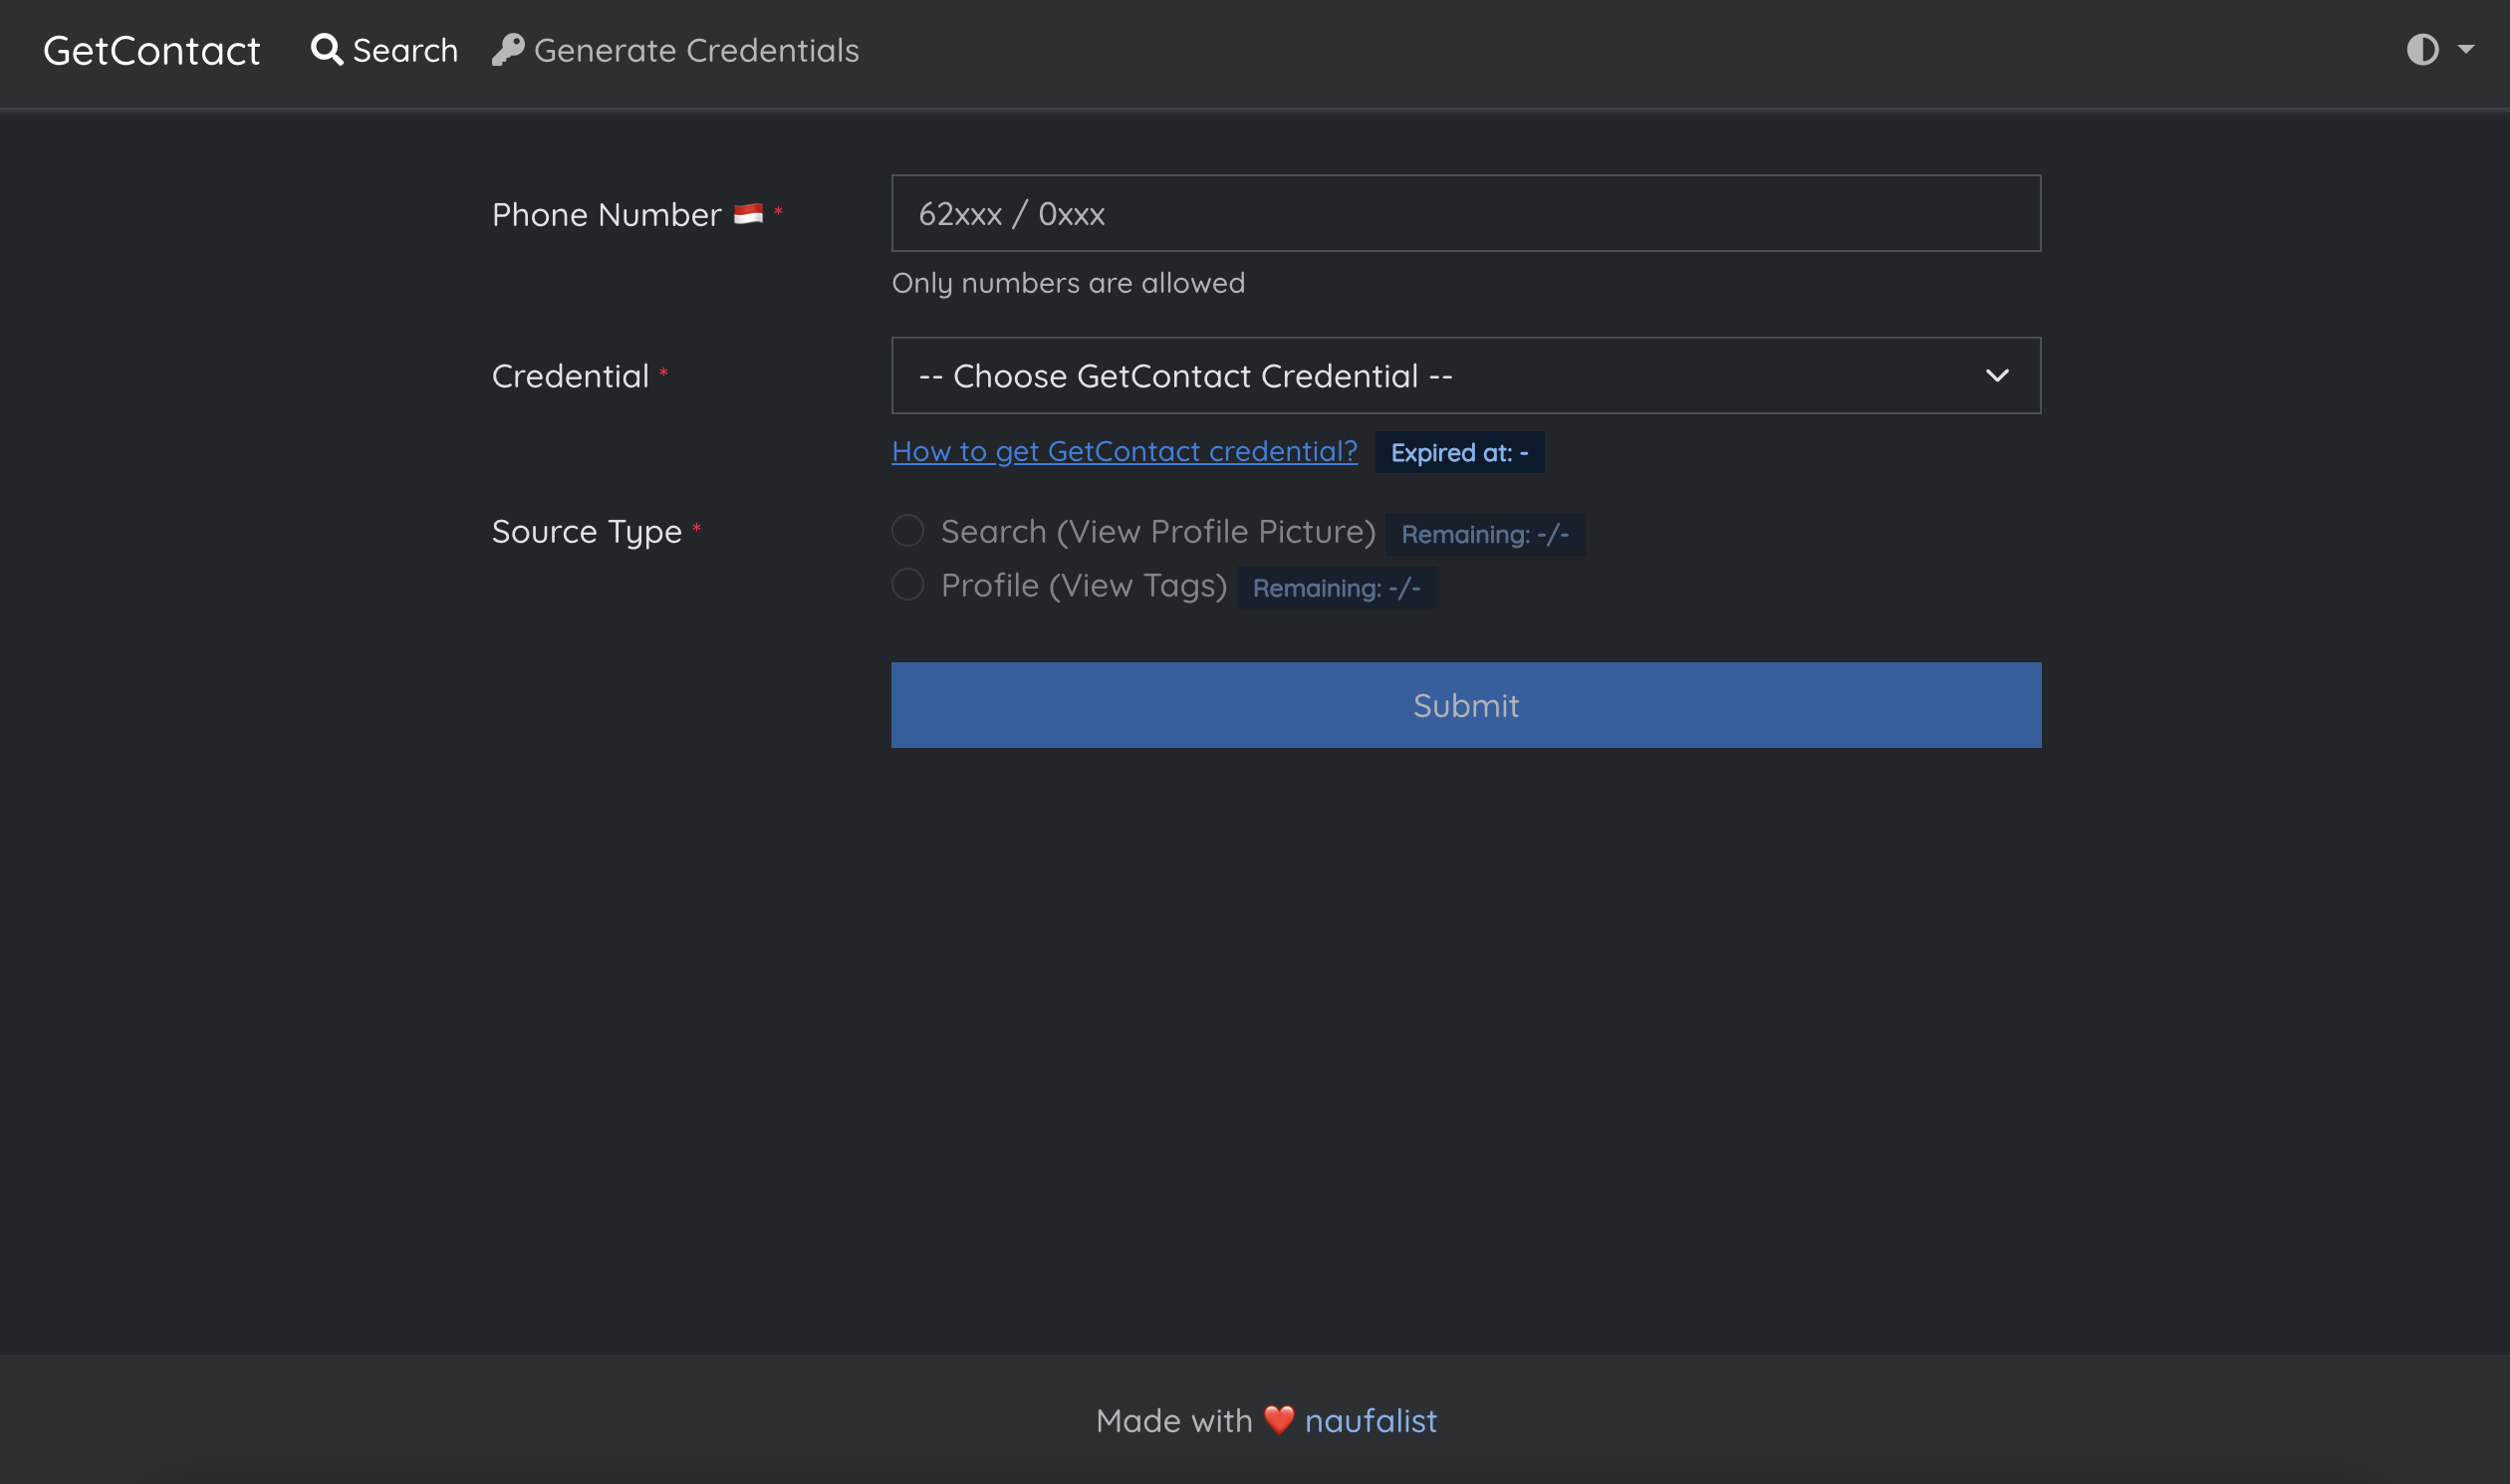 GetContact Search Generate Credentials
Phone Number 🇮🇩 * 62xxx / 0xxx
Only numbers are allowed
Credential * -- Choose GetContact Credential --
How to get GetContact credential? Expired at: -
Source Type * Search (View Profile Picture) Remaining: -/-
Profile (View Tags) Remaining: -/-
Submit
Made with ❤️ naufalist